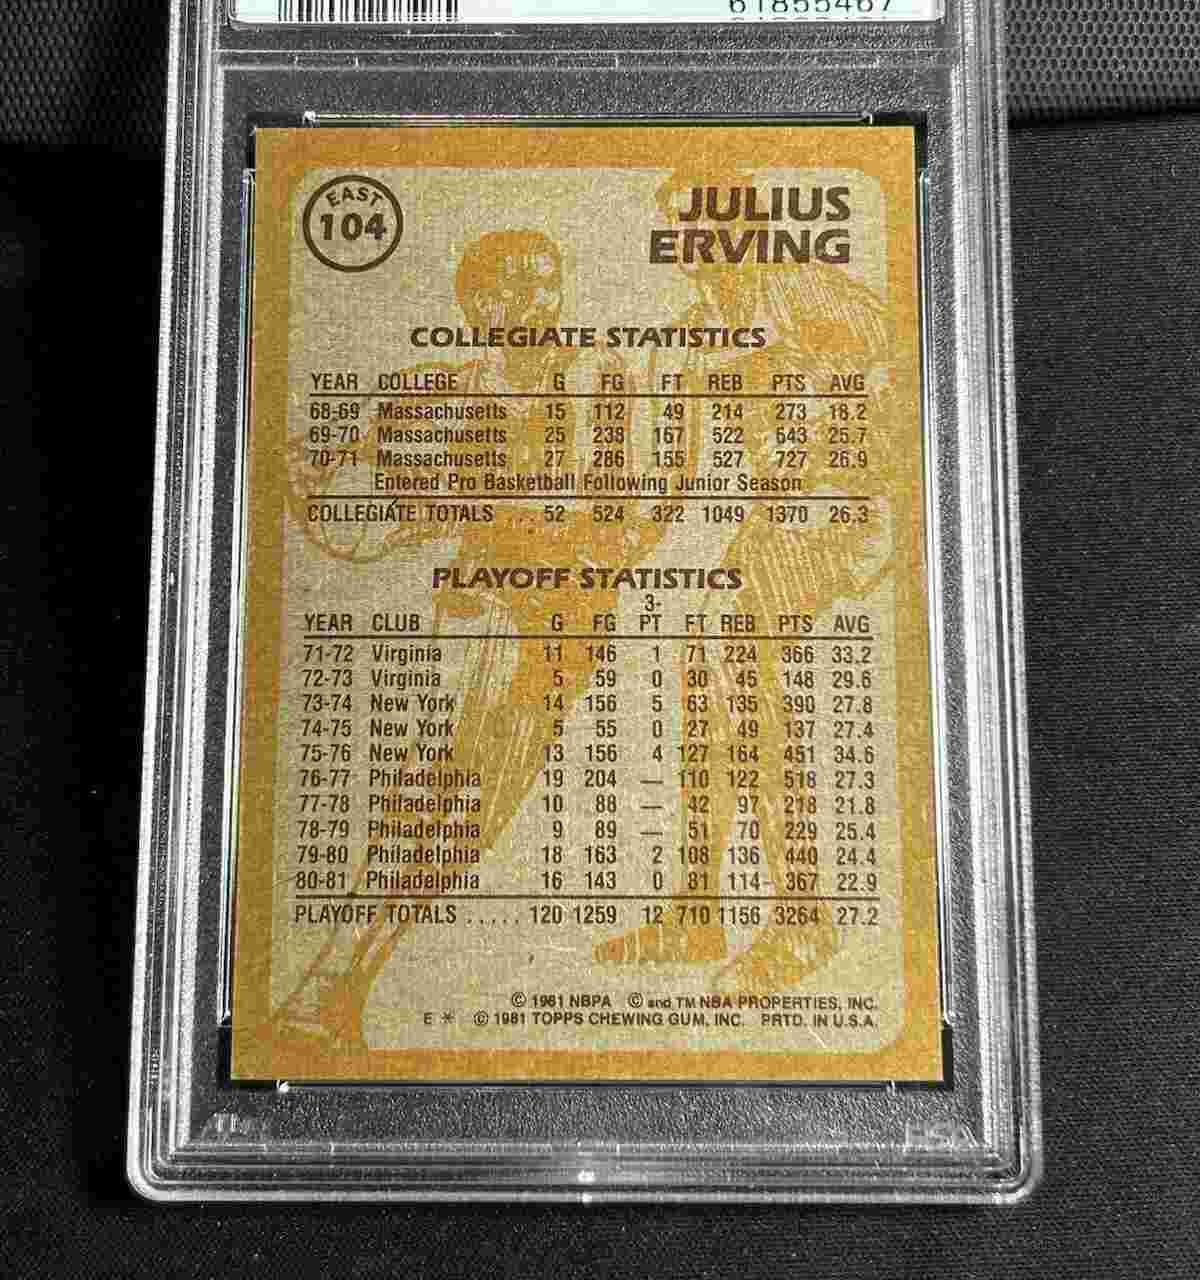 61855467
EAST
104
JULIUS
ERVING
COLLEGIATE STATISTICS
YEAR COLLEGE G FG FT REB PTS AVG
68-69 Massachusetts 15 112 49 214 273 18.2
69-70 Massachusetts 25 238 167 522 643 25.7
70-71 Massachusetts 27 286 155 527 727 26.9
Entered Pro Basketball Following Junior Season
COLLEGIATE TOTALS . . 52 524 322 1049 1370 26.3
PLAYOFF STATISTICS
3-
YEAR CLUB G FG PT FT REB PTS AVG
71-72 Virginia 11 146 1 71 224 366 33.2
72-73 Virginia 5 59 0 30 45 148 29.6
73-74 New York 14 156 5 63 135 390 27.8
74-75 New York 5 55 0 27 49 137 27.4
75-76 New York 13 156 4 127 164 451 34.6
76-77 Philadelphia 19 204 — 110 122 518 27.3
77-78 Philadelphia 10 88 — 42 97 218 21.8
78-79 Philadelphia 9 89 — 51 70 229 25.4
79-80 Philadelphia 18 163 2 108 136 440 24.4
80-81 Philadelphia 16 143 0 81 114 367 22.9
PLAYOFF TOTALS ..... 120 1259 12 710 1156 3264 27.2
© 1981 NBPA © and TM NBA PROPERTIES, INC.
E * © 1981 TOPPS CHEWING GUM, INC. PRTD. IN U.S.A.